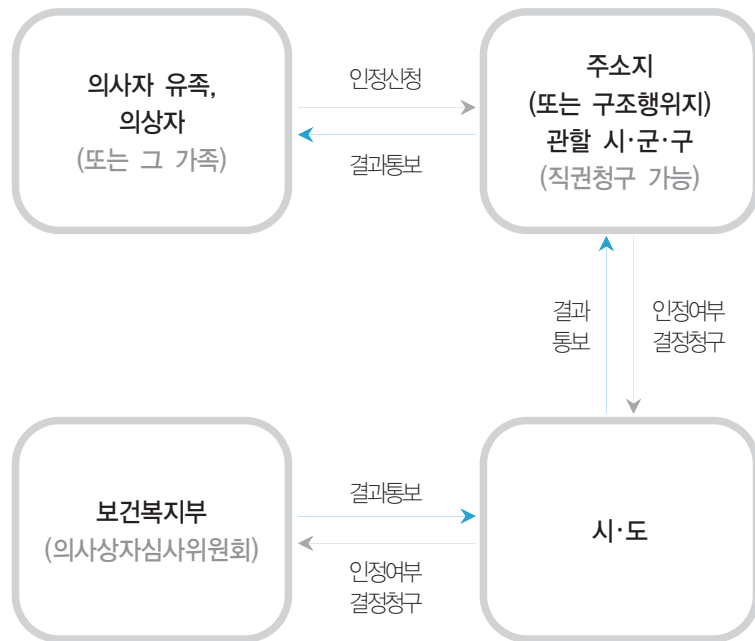 의사자 유족,
의상자
(또는 그 가족)
인정신청
결과통보
주소지
(또는 구조행위지)
관할 시·군·구
(직권청구 가능)
결과
통보
인정여부
결정청구
보건복지부
(의사상자심사위원회)
결과통보
인정여부
결정청구
시·도